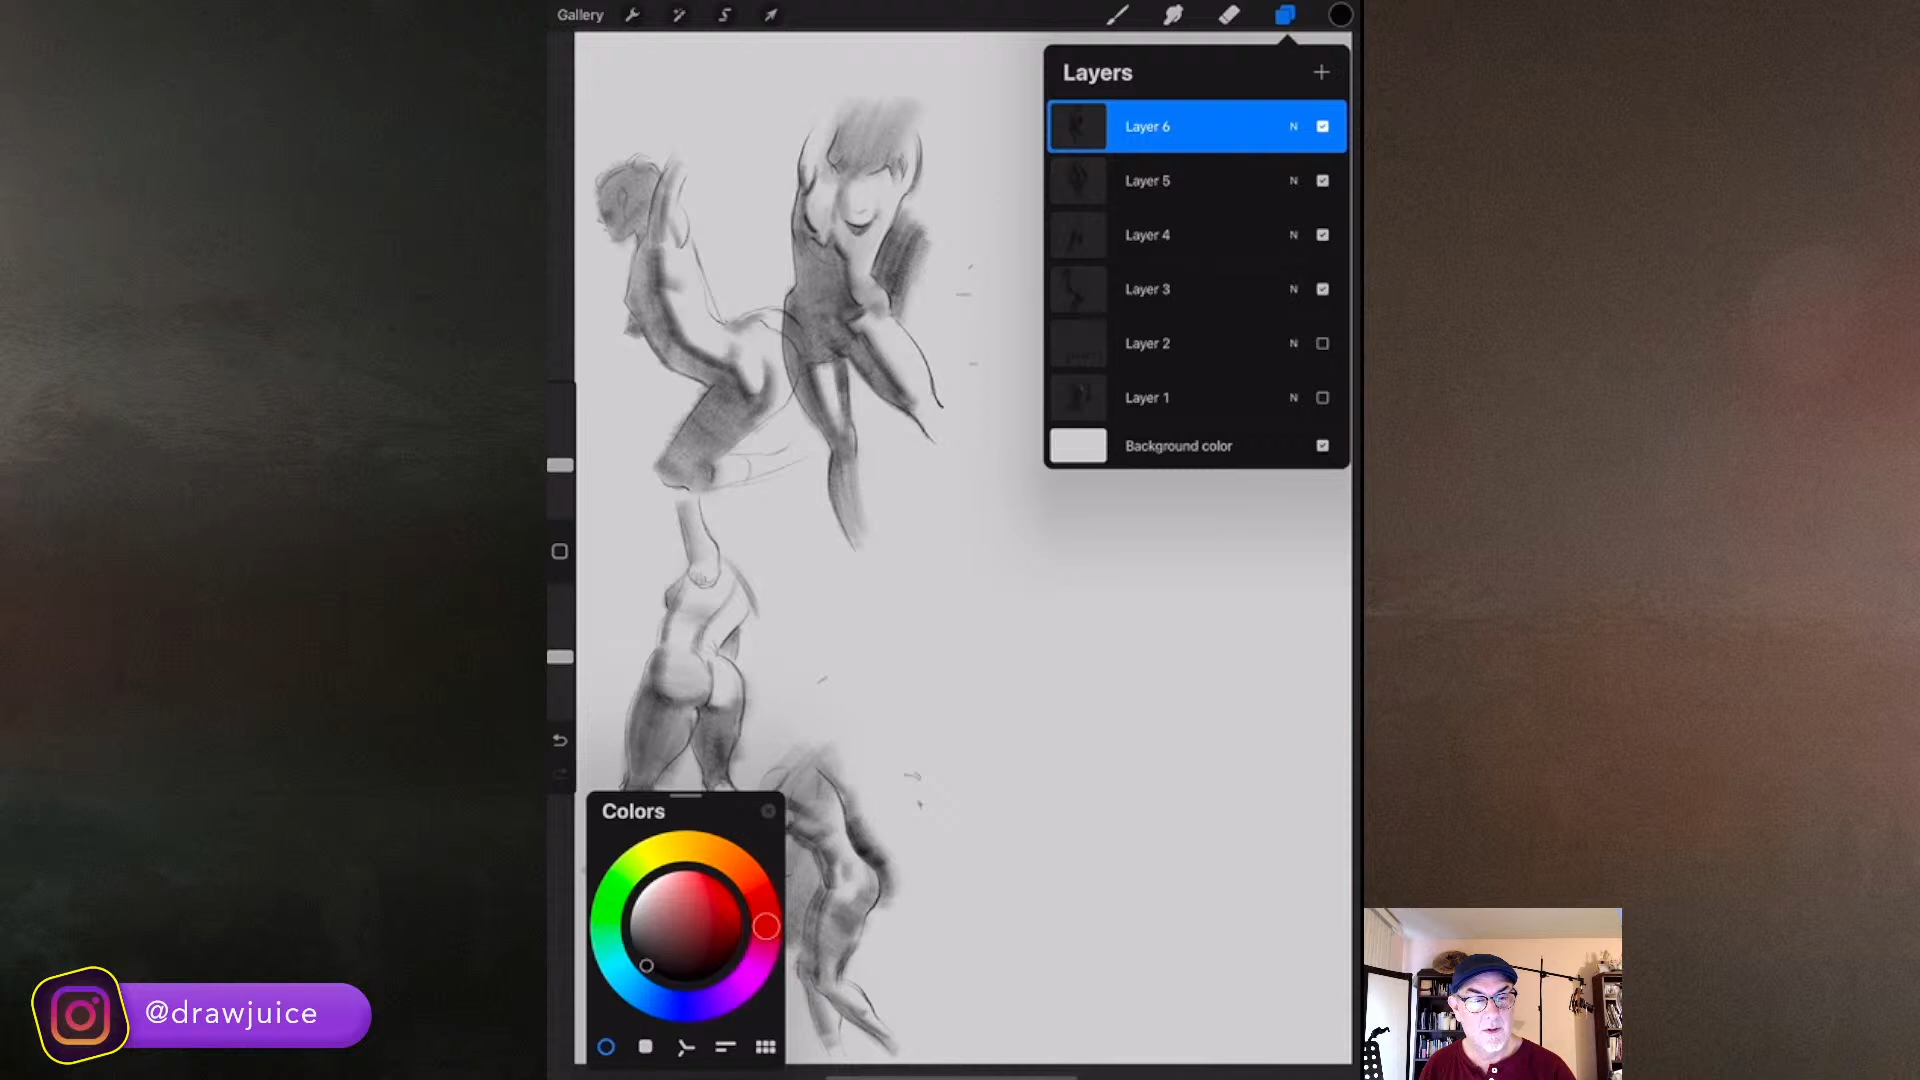 Gallery
Layers
Layer 6 N
Layer 5 N
Layer 4 N
Layer 3 N
Layer 2 N
Layer 1 N
Background color
Colors
@drawjuice